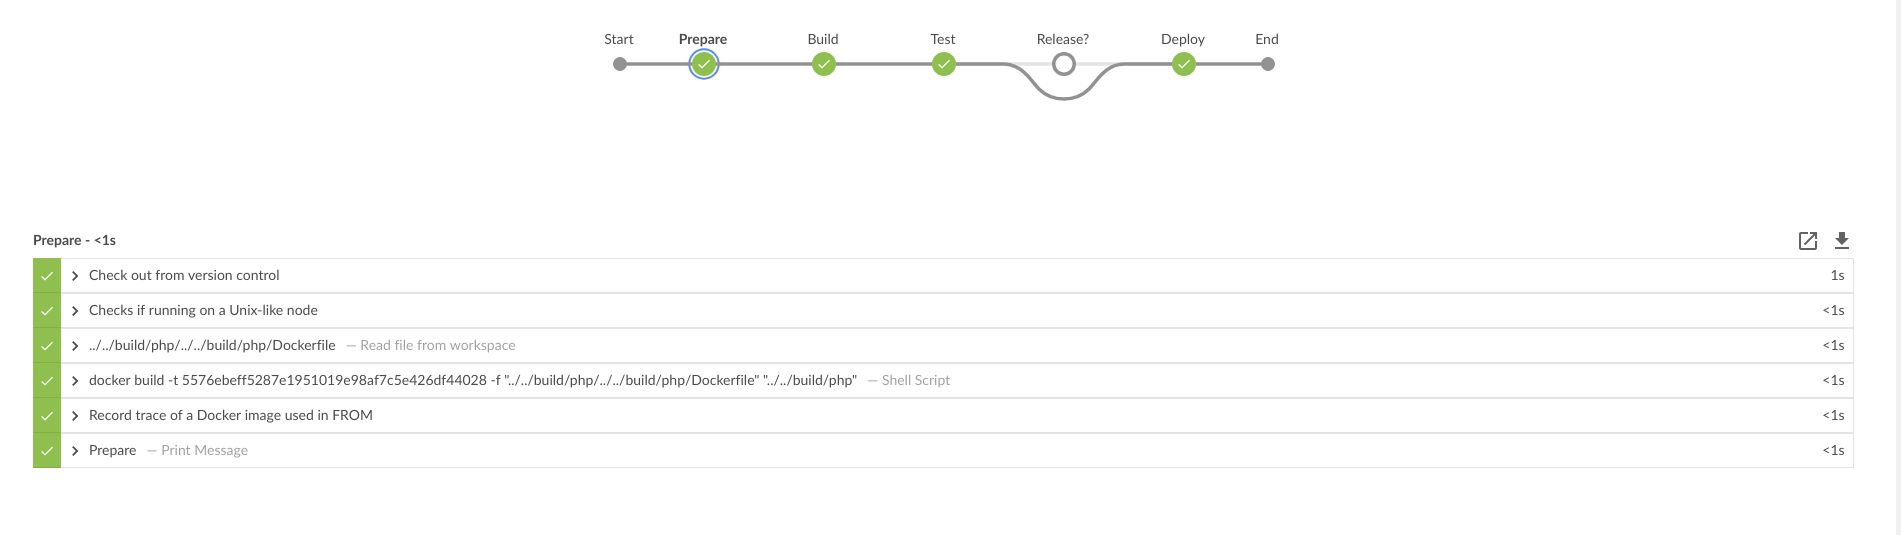 Start Prepare Build Test Release? Deploy End
Prepare - <1s
Check out from version control 1s
Checks if running on a Unix-like node <1s
../../build/php/../../build/php/Dockerfile — Read file from workspace <1s
docker build -t 5576ebeff5287e1951019e98af7c5e426df44028 -f "../../build/php/../../build/php/Dockerfile" "../../build/php" — Shell Script <1s
Record trace of a Docker image used in FROM <1s
Prepare — Print Message <1s